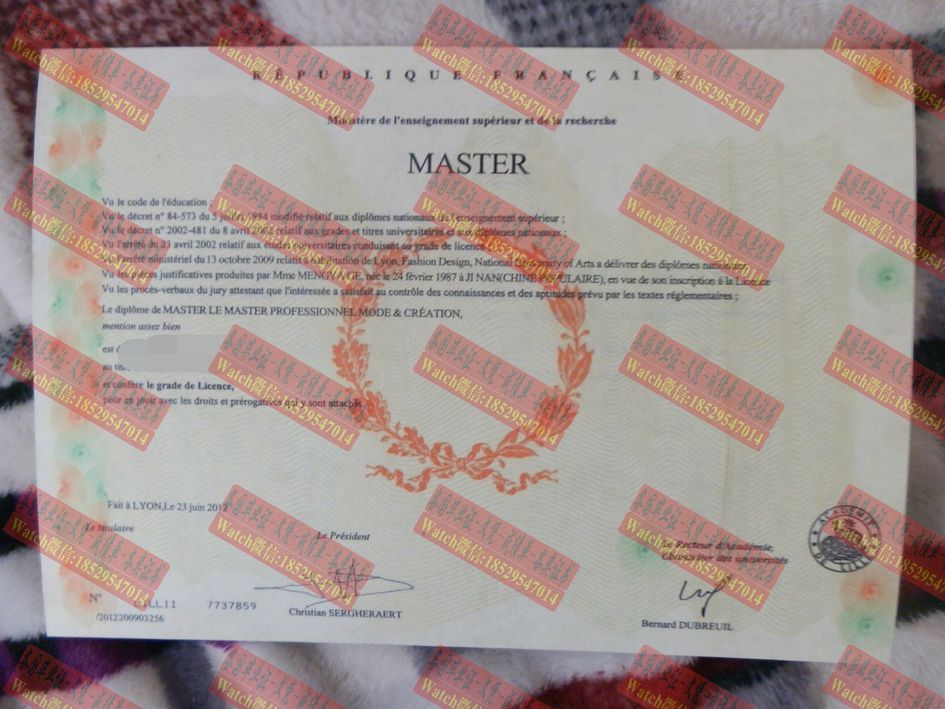 RÉPUBLIQUE FRANÇAISE
Ministère de l'enseignement supérieur et de la recherche
MASTER
Vu le code de l'éducation ;
Vu le décret n° 84-573 du 5 juillet 1984 modifié relatif aux diplômes nationaux de l'enseignement supérieur ;
Vu le décret n° 2002-481 du 8 avril 2002 relatif aux grades et titres universitaires et aux diplômes nationaux ;
Vu l'arrêté du 23 avril 2002 relatif aux études universitaires conduisant au grade de licence
Vu l'arrêté ministériel du 13 octobre 2009 relatif à habilitation de Lyon, Fashion Design, National University of Arts a délivrer des diplômes nationaux
Vu les pièces justificatives produites par Mme née le 24 février 1987 à JI NAN(CHINE POPULAIRE), en vue de son inscription à la Licence
Vu les procès-verbaux du jury attestant que l'intéressée a satisfait au contrôle des connaissances et des aptitudes prévu par les textes réglementaires ;
Le diplôme de MASTER LE MASTER PROFESSIONNEL MODE & CRÉATION,
mention assez bien
est
au
et confère le grade de Licence,
pour en jouir avec les droits et prérogatives qui y sont attachés.
Fait à LYON,Le 23 juin 2012
Le titulaire
Le Président
Le Recteur d'Académie,
Chancelier des universités
ACADEMIE DE LILLE
N° LILLII 7737859
/2012200903256
Christian SERGHERAERT
Bernard DUBREUIL
Watch微信:18529547014